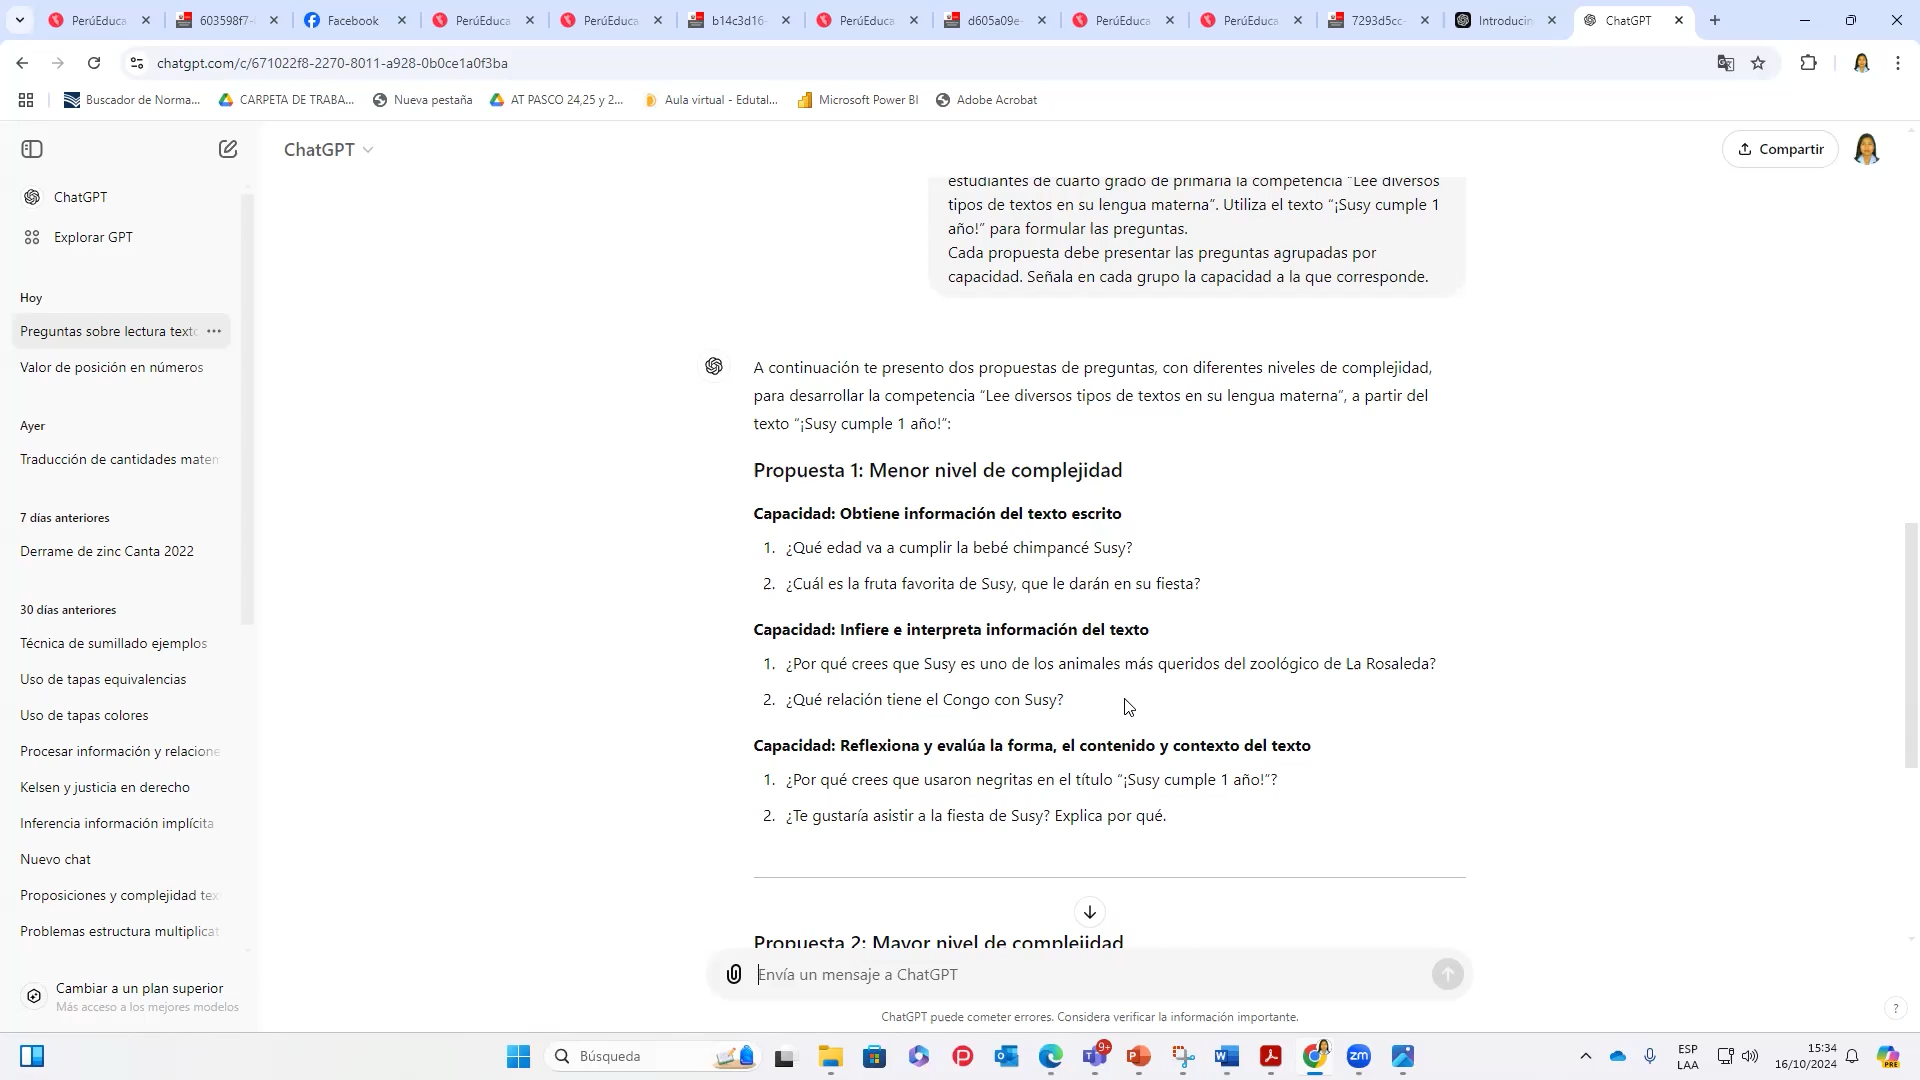 PerúEduca
603598f7-
Facebook
PerúEduca
PerúEduca
b14c3d16-
PerúEduca
d605a09e-
PerúEduca
PerúEduca
7293d5cc-
Introducin
ChatGPT
chatgpt.com/c/671022f8-2270-8011-a928-0b0ce1a0f3ba
Buscador de Norma...
CARPETA DE TRABA...
Nueva pestaña
AT PASCO 24,25 y 2...
Aula virtual - Edutal...
Microsoft Power BI
Adobe Acrobat
ChatGPT
Compartir
ChatGPT
Explorar GPT
Hoy
Preguntas sobre lectura texto
Valor de posición en números
Ayer
Traducción de cantidades matem
7 días anteriores
Derrame de zinc Canta 2022
30 días anteriores
Técnica de sumillado ejemplos
Uso de tapas equivalencias
Uso de tapas colores
Procesar información y relacione
Kelsen y justicia en derecho
Inferencia información implícita
Nuevo chat
Proposiciones y complejidad tex
Problemas estructura multiplicat
Cambiar a un plan superior
Más acceso a los mejores modelos
estudiantes de cuarto grado de primaria la competencia “Lee diversos
tipos de textos en su lengua materna”. Utiliza el texto “¡Susy cumple 1
año!” para formular las preguntas.
Cada propuesta debe presentar las preguntas agrupadas por
capacidad. Señala en cada grupo la capacidad a la que corresponde.
A continuación te presento dos propuestas de preguntas, con diferentes niveles de complejidad,
para desarrollar la competencia “Lee diversos tipos de textos en su lengua materna”, a partir del
texto “¡Susy cumple 1 año!”:
Propuesta 1: Menor nivel de complejidad
Capacidad: Obtiene información del texto escrito
1. ¿Qué edad va a cumplir la bebé chimpancé Susy?
2. ¿Cuál es la fruta favorita de Susy, que le darán en su fiesta?
Capacidad: Infiere e interpreta información del texto
1. ¿Por qué crees que Susy es uno de los animales más queridos del zoológico de La Rosaleda?
2. ¿Qué relación tiene el Congo con Susy?
Capacidad: Reflexiona y evalúa la forma, el contenido y contexto del texto
1. ¿Por qué crees que usaron negritas en el título “¡Susy cumple 1 año!”?
2. ¿Te gustaría asistir a la fiesta de Susy? Explica por qué.
Propuesta 2: Mayor nivel de complejidad
Envía un mensaje a ChatGPT
ChatGPT puede cometer errores. Considera verificar la información importante.
?
Búsqueda
9+
zm
ESP
LAA
15:34
16/10/2024
PRE